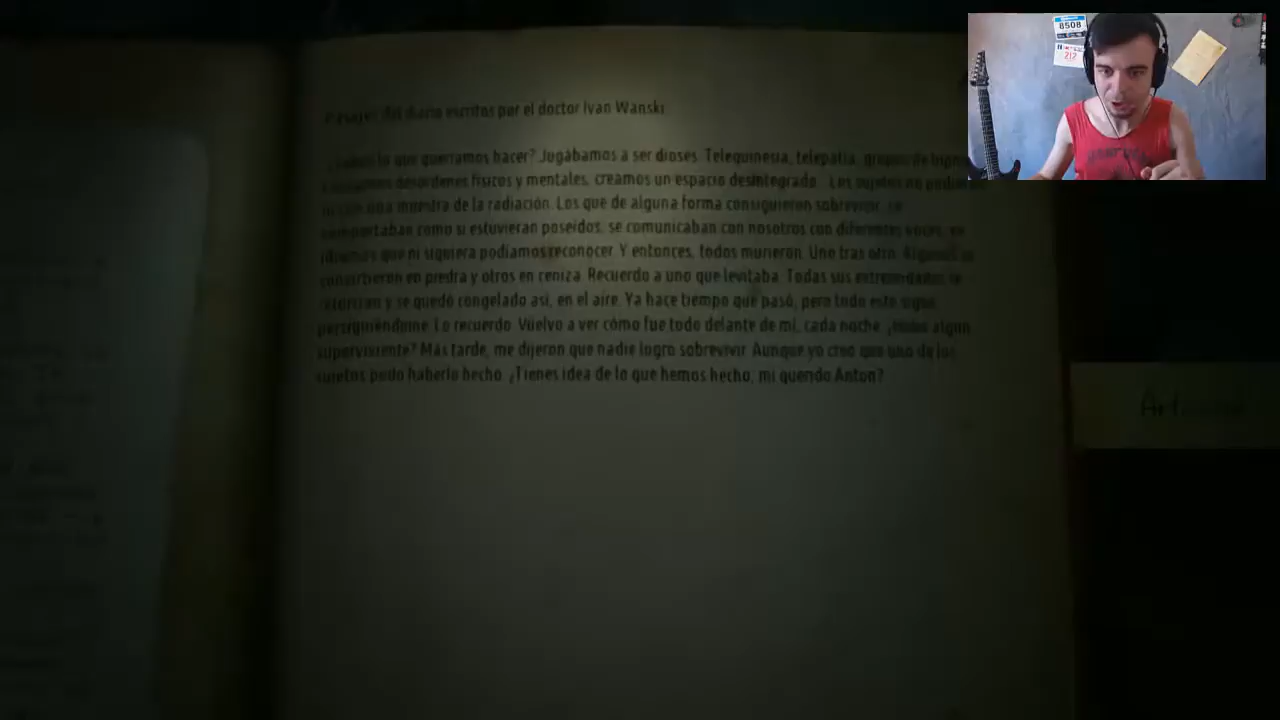 del diario escritos por el doctor Ivan Wanski
lo que queríamos hacer? Jugábamos a ser dioses. Telequinesia, telepatía, grupos de
desórdenes físicos y mentales, creamos un espacio desintegrado. Los sujetos no
una muestra de la radiación. Los que de alguna forma consiguieron sobrevivir, se
comportaban como si estuvieran poseídos, se comunicaban con nosotros con diferentes voces, en
idiomas que ni siquiera podíamos reconocer. Y entonces, todos murieron. Uno tras otro. Algunos se
convirtieron en piedra y otros en ceniza. Recuerdo a uno que levitaba. Todas sus extremidades se
y se quedó congelado así, en el aire. Ya hace tiempo que pasó, pero todo esto sigue
persiguiéndome. Lo recuerdo. Vuelvo a ver cómo fue todo delante de mí, cada noche. ¿Hubo algún
superviviente? Más tarde, me dijeron que nadie logro sobrevivir. Aunque yo creo que uno de los
sujetos pudo haberlo hecho. ¿Tienes idea de lo que hemos hecho, mi querido Anton?
8508
212